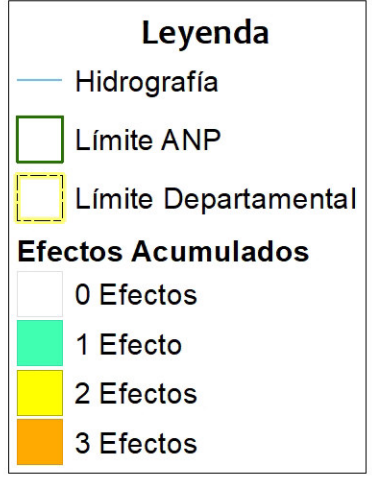 Leyenda
Hidrografía
Límite ANP
Límite Departamental
Efectos Acumulados
0 Efectos
1 Efecto
2 Efectos
3 Efectos